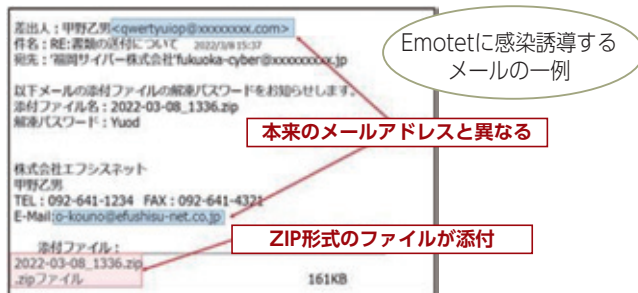 差出人：甲野乙男<qwertyuiop@xxxxxxxx.com>
件名：RE:書類の送付について 2022/3/8 15:37
宛先：'福岡サイバー株式会社'fukuoka-cyber@xxxxxxxxx.jp
Emotetに感染誘導する
メールの一例
以下メールの添付ファイルの解凍パスワードをお知らせします。
添付ファイル名：2022-03-08_1336.zip
解凍パスワード：Yuod
本来のメールアドレスと異なる
株式会社エフシスネット
甲野乙男
TEL：092-641-1234 FAX：092-641-4321
E-Mail:o-kouno@efushisu-net.co.jp
添付ファイル：
ZIP形式のファイルが添付
2022-03-08_1336.zip
.zipファイル 161KB